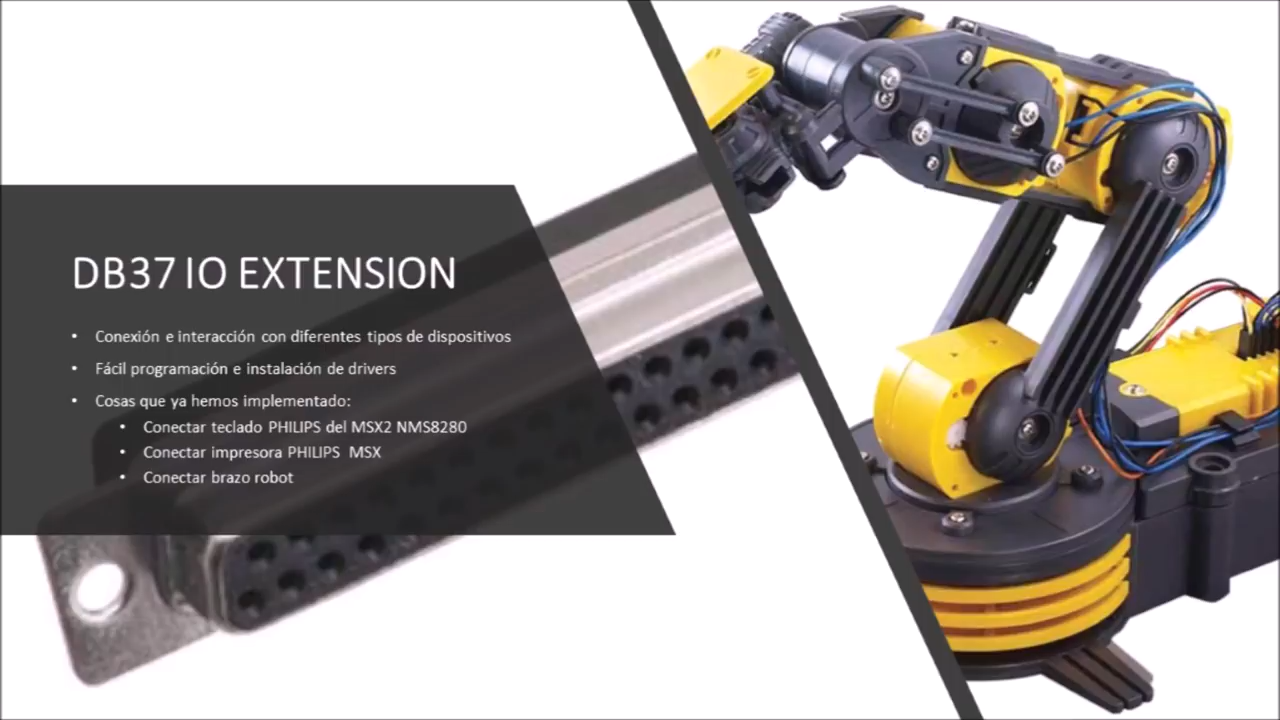 DB37 IO EXTENSION
• Conexión e interacción con diferentes tipos de dispositivos
• Fácil programación e instalación de drivers
• Cosas que ya hemos implementado:
• Conectar teclado PHILIPS del MSX2 NMS8280
• Conectar impresora PHILIPS MSX
• Conectar brazo robot